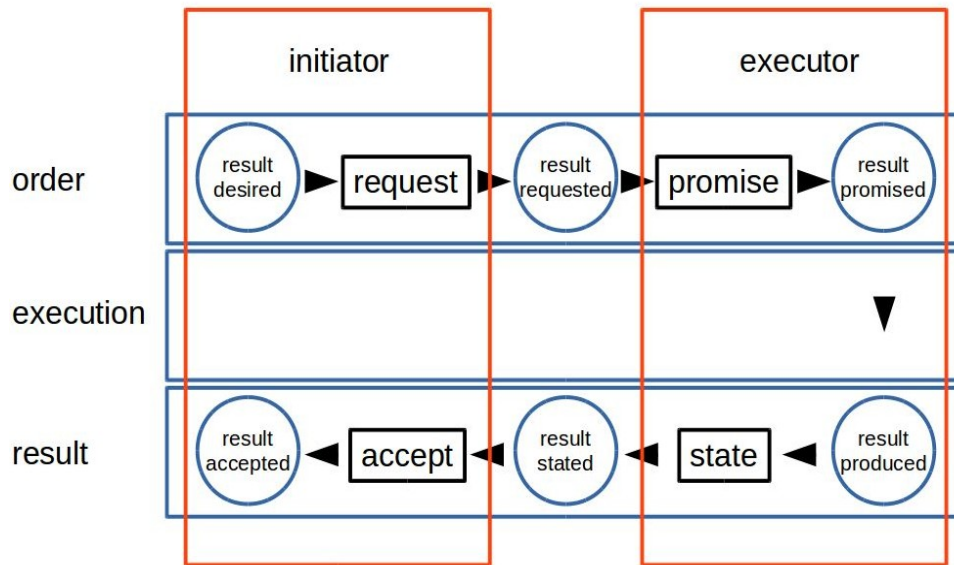 initiator
executor
order
result
desired
request
result
requested
promise
result
promised
execution
result
result
accepted
accept
result
stated
state
result
produced